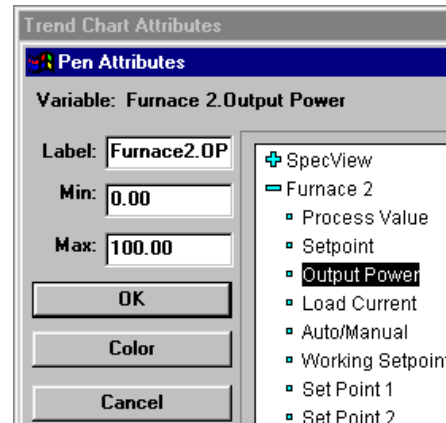 Trend Chart Attributes
Pen Attributes
Variable: Furnace 2.Output Power
Label: Furnace2.OP
Min: 0.00
Max: 100.00
OK
Color
Cancel
SpecView
Furnace 2
Process Value
Setpoint
Output Power
Load Current
Auto/Manual
Working Setpoint
Set Point 1
Set Point 2